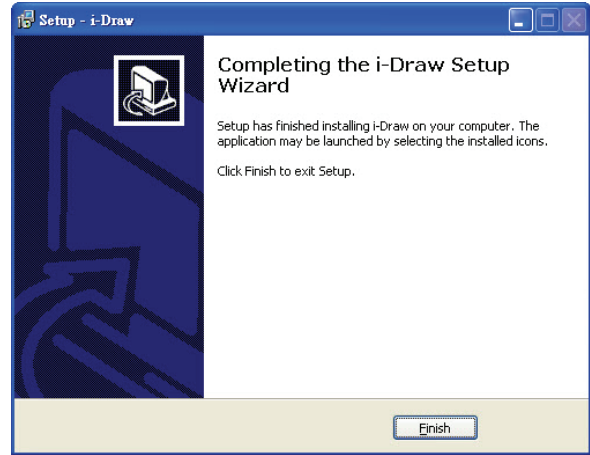 Setup - i-Draw
Completing the i-Draw Setup
Wizard
Setup has finished installing i-Draw on your computer. The
application may be launched by selecting the installed icons.
Click Finish to exit Setup.
Finish